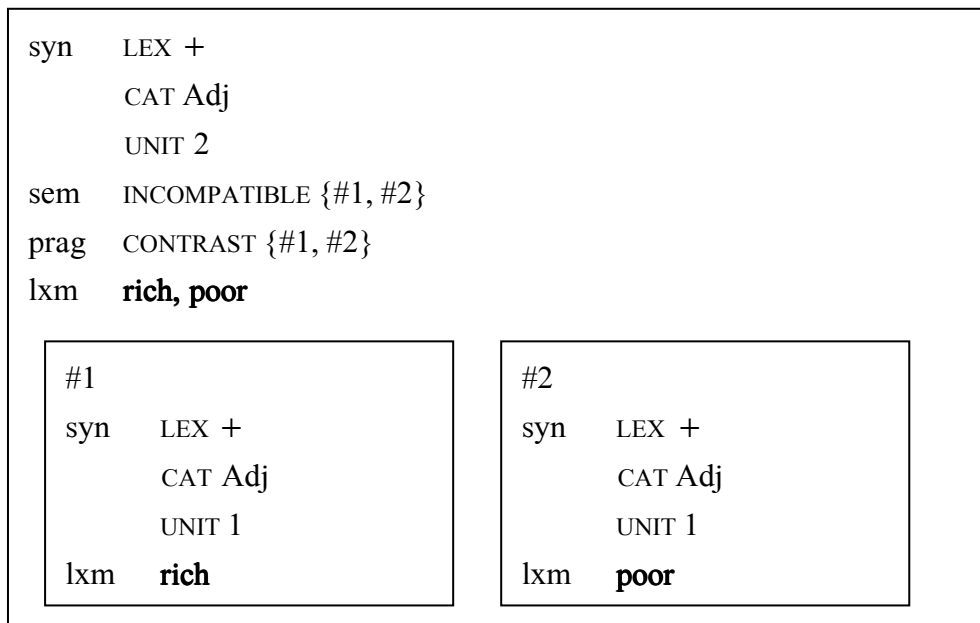 syn LEX +
CAT Adj
UNIT 2
sem INCOMPATIBLE {#1, #2}
prag CONTRAST {#1, #2}
lxm rich, poor
#1
syn LEX +
CAT Adj
UNIT 1
lxm rich
#2
syn LEX +
CAT Adj
UNIT 1
lxm poor